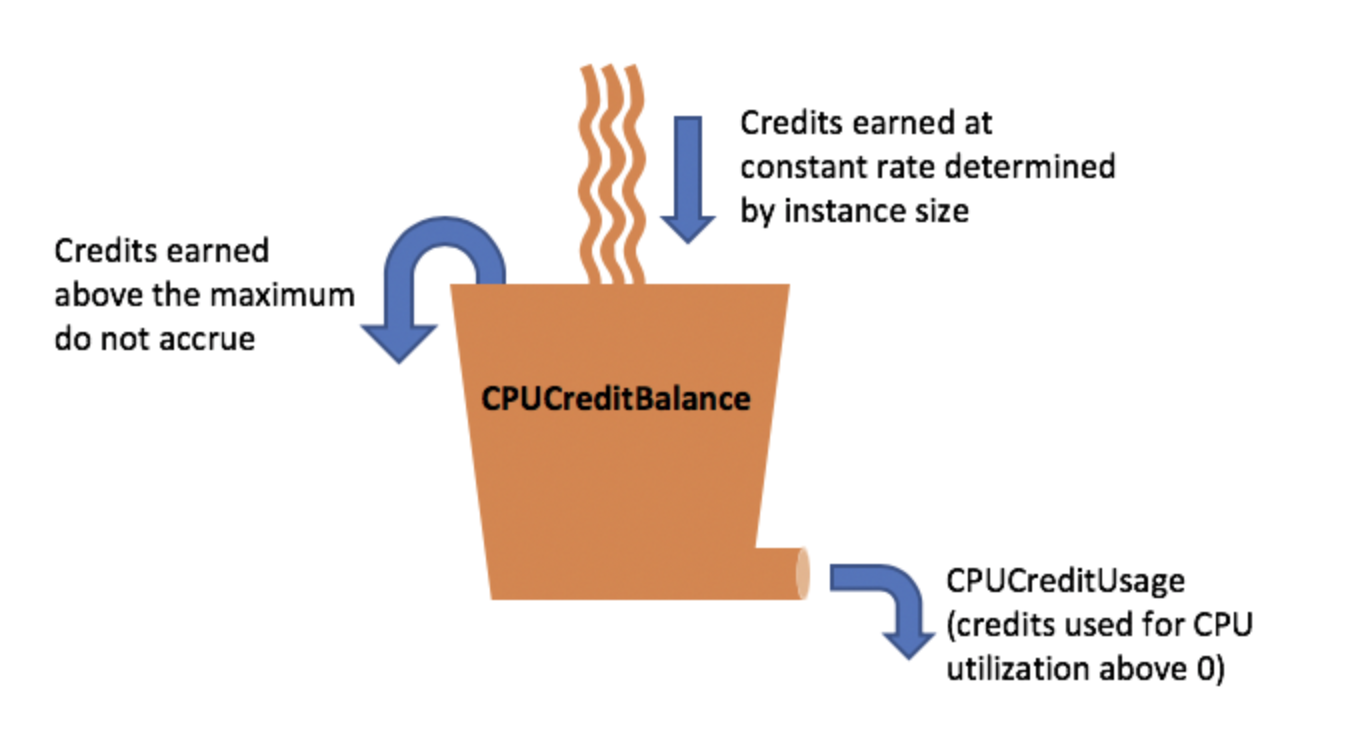 Credits earned at
constant rate determined
by instance size
Credits earned
above the maximum
do not accrue
CPUCreditBalance
CPUCreditUsage
(credits used for CPU
utilization above 0)